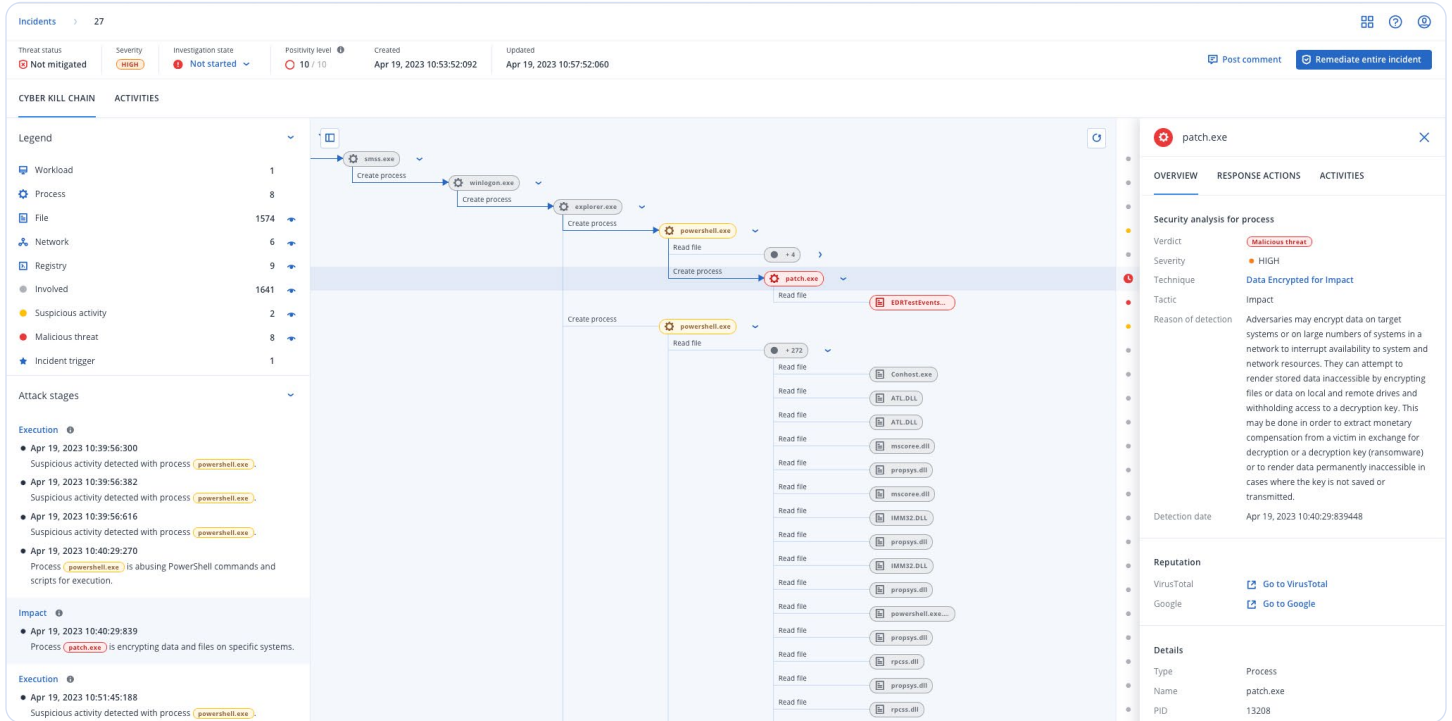 Incidents > 27
Threat status
Not mitigated
Severity
HIGH
Investigation state
Not started
Positivity level
10 / 10
Created
Apr 19, 2023 10:53:52:092
Updated
Apr 19, 2023 10:57:52:060
Post comment
Remediate entire incident
CYBER KILL CHAIN
ACTIVITIES
Legend
Workload 1
Process 8
File 1574
Network 6
Registry 9
Involved 1641
Suspicious activity 2
Malicious threat 8
Incident trigger 1
Attack stages
Execution
Apr 19, 2023 10:39:56:300
Suspicious activity detected with process powershell.exe.
Apr 19, 2023 10:39:56:382
Suspicious activity detected with process powershell.exe.
Apr 19, 2023 10:39:56:616
Suspicious activity detected with process powershell.exe.
Apr 19, 2023 10:40:29:270
Process powershell.exe is abusing PowerShell commands and
scripts for execution.
Impact
Apr 19, 2023 10:40:29:839
Process patch.exe is encrypting data and files on specific systems.
Execution
Apr 19, 2023 10:51:45:188
Suspicious activity detected with process powershell.exe.
smss.exe
Create process
winlogon.exe
Create process
explorer.exe
Create process
powershell.exe
Read file
+ 4
Create process
patch.exe
Read file
EDRTestEvents...
Create process
powershell.exe
Read file
+ 272
Read file
Conhost.exe
Read file
ATL.DLL
Read file
ATL.DLL
Read file
mscoree.dll
Read file
propsys.dll
Read file
mscoree.dll
Read file
IMM32.DLL
Read file
propsys.dll
Read file
IMM32.DLL
Read file
propsys.dll
Read file
powershell.exe....
Read file
propsys.dll
Read file
rpcss.dll
Read file
propsys.dll
Read file
rpcss.dll
patch.exe
OVERVIEW
RESPONSE ACTIONS
ACTIVITIES
Security analysis for process
Verdict Malicious threat
Severity HIGH
Technique Data Encrypted for Impact
Tactic Impact
Reason of detection Adversaries may encrypt data on target
systems or on large numbers of systems in a
network to interrupt availability to system and
network resources. They can attempt to
render stored data inaccessible by encrypting
files or data on local and remote drives and
withholding access to a decryption key. This
may be done in order to extract monetary
compensation from a victim in exchange for
decryption or a decryption key (ransomware)
or to render data permanently inaccessible in
cases where the key is not saved or
transmitted.
Detection date Apr 19, 2023 10:40:29:839448
Reputation
VirusTotal Go to VirusTotal
Google Go to Google
Details
Type Process
Name patch.exe
PID 13208